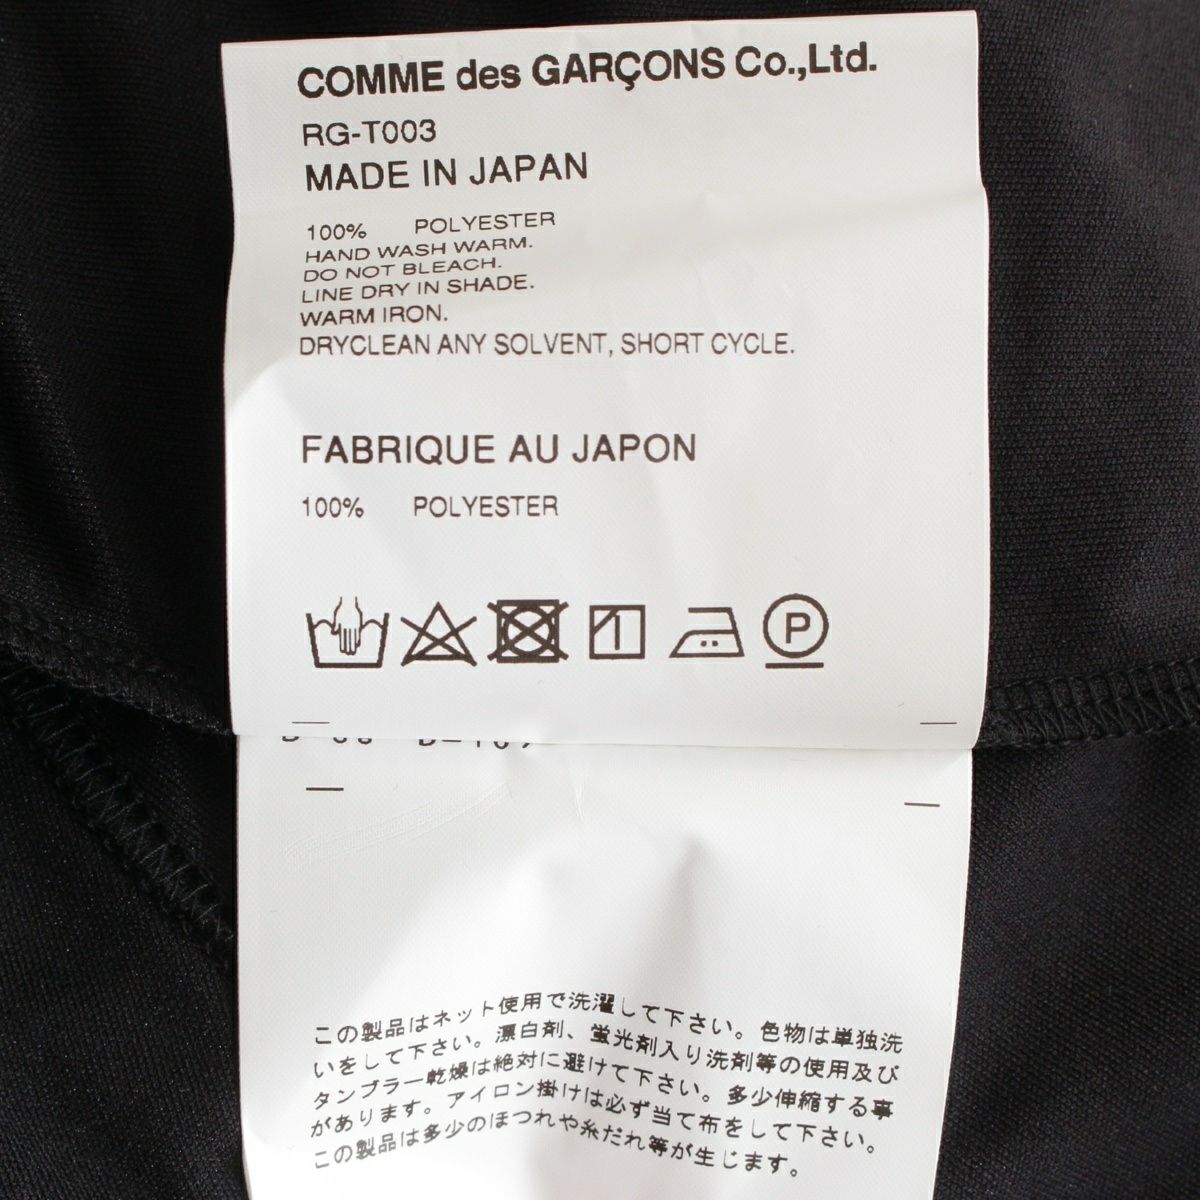 COMME des GARÇONS Co.,Ltd.
RG-T003
MADE IN JAPAN
100% POLYESTER
HAND WASH WARM.
DO NOT BLEACH.
LINE DRY IN SHADE.
WARM IRON.
DRYCLEAN ANY SOLVENT, SHORT CYCLE.
FABRIQUE AU JAPON
100% POLYESTER
P
この製品はネット使用で洗濯して下さい。色物は単独洗
いをして下さい。漂白剤、蛍光剤入り洗剤等の使用及び
タンブラー乾燥は絶対に避けて下さい。多少伸縮する事
があります。アイロン掛けは必ず当て布をして下さい。
この製品は多少のほつれや糸だれ等が生じます。